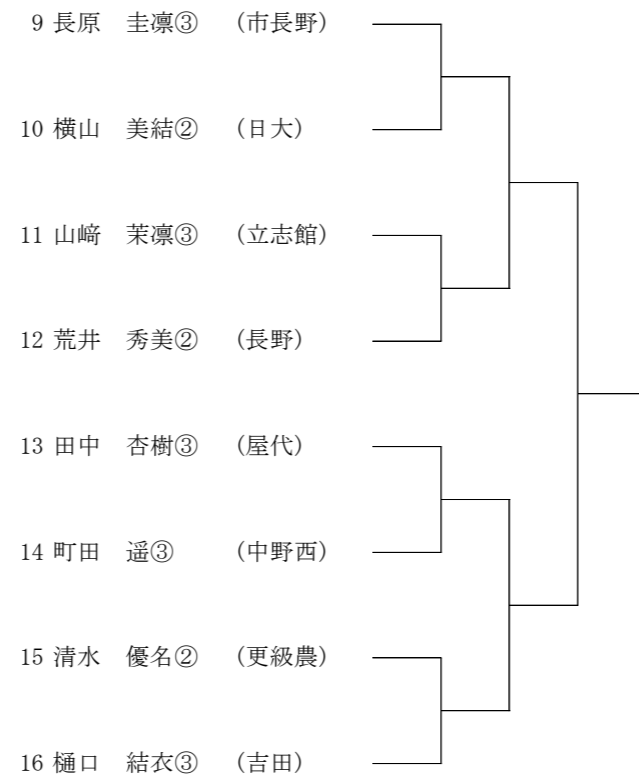 9 長原 圭凛③ (市長野)
10 横山 美結② (日大)
11 山﨑 茉凛③ (立志館)
12 荒井 秀美② (長野)
13 田中 杏樹③ (屋代)
14 町田 遥③ (中野西)
15 清水 優名② (更級農)
16 樋口 結衣③ (吉田)